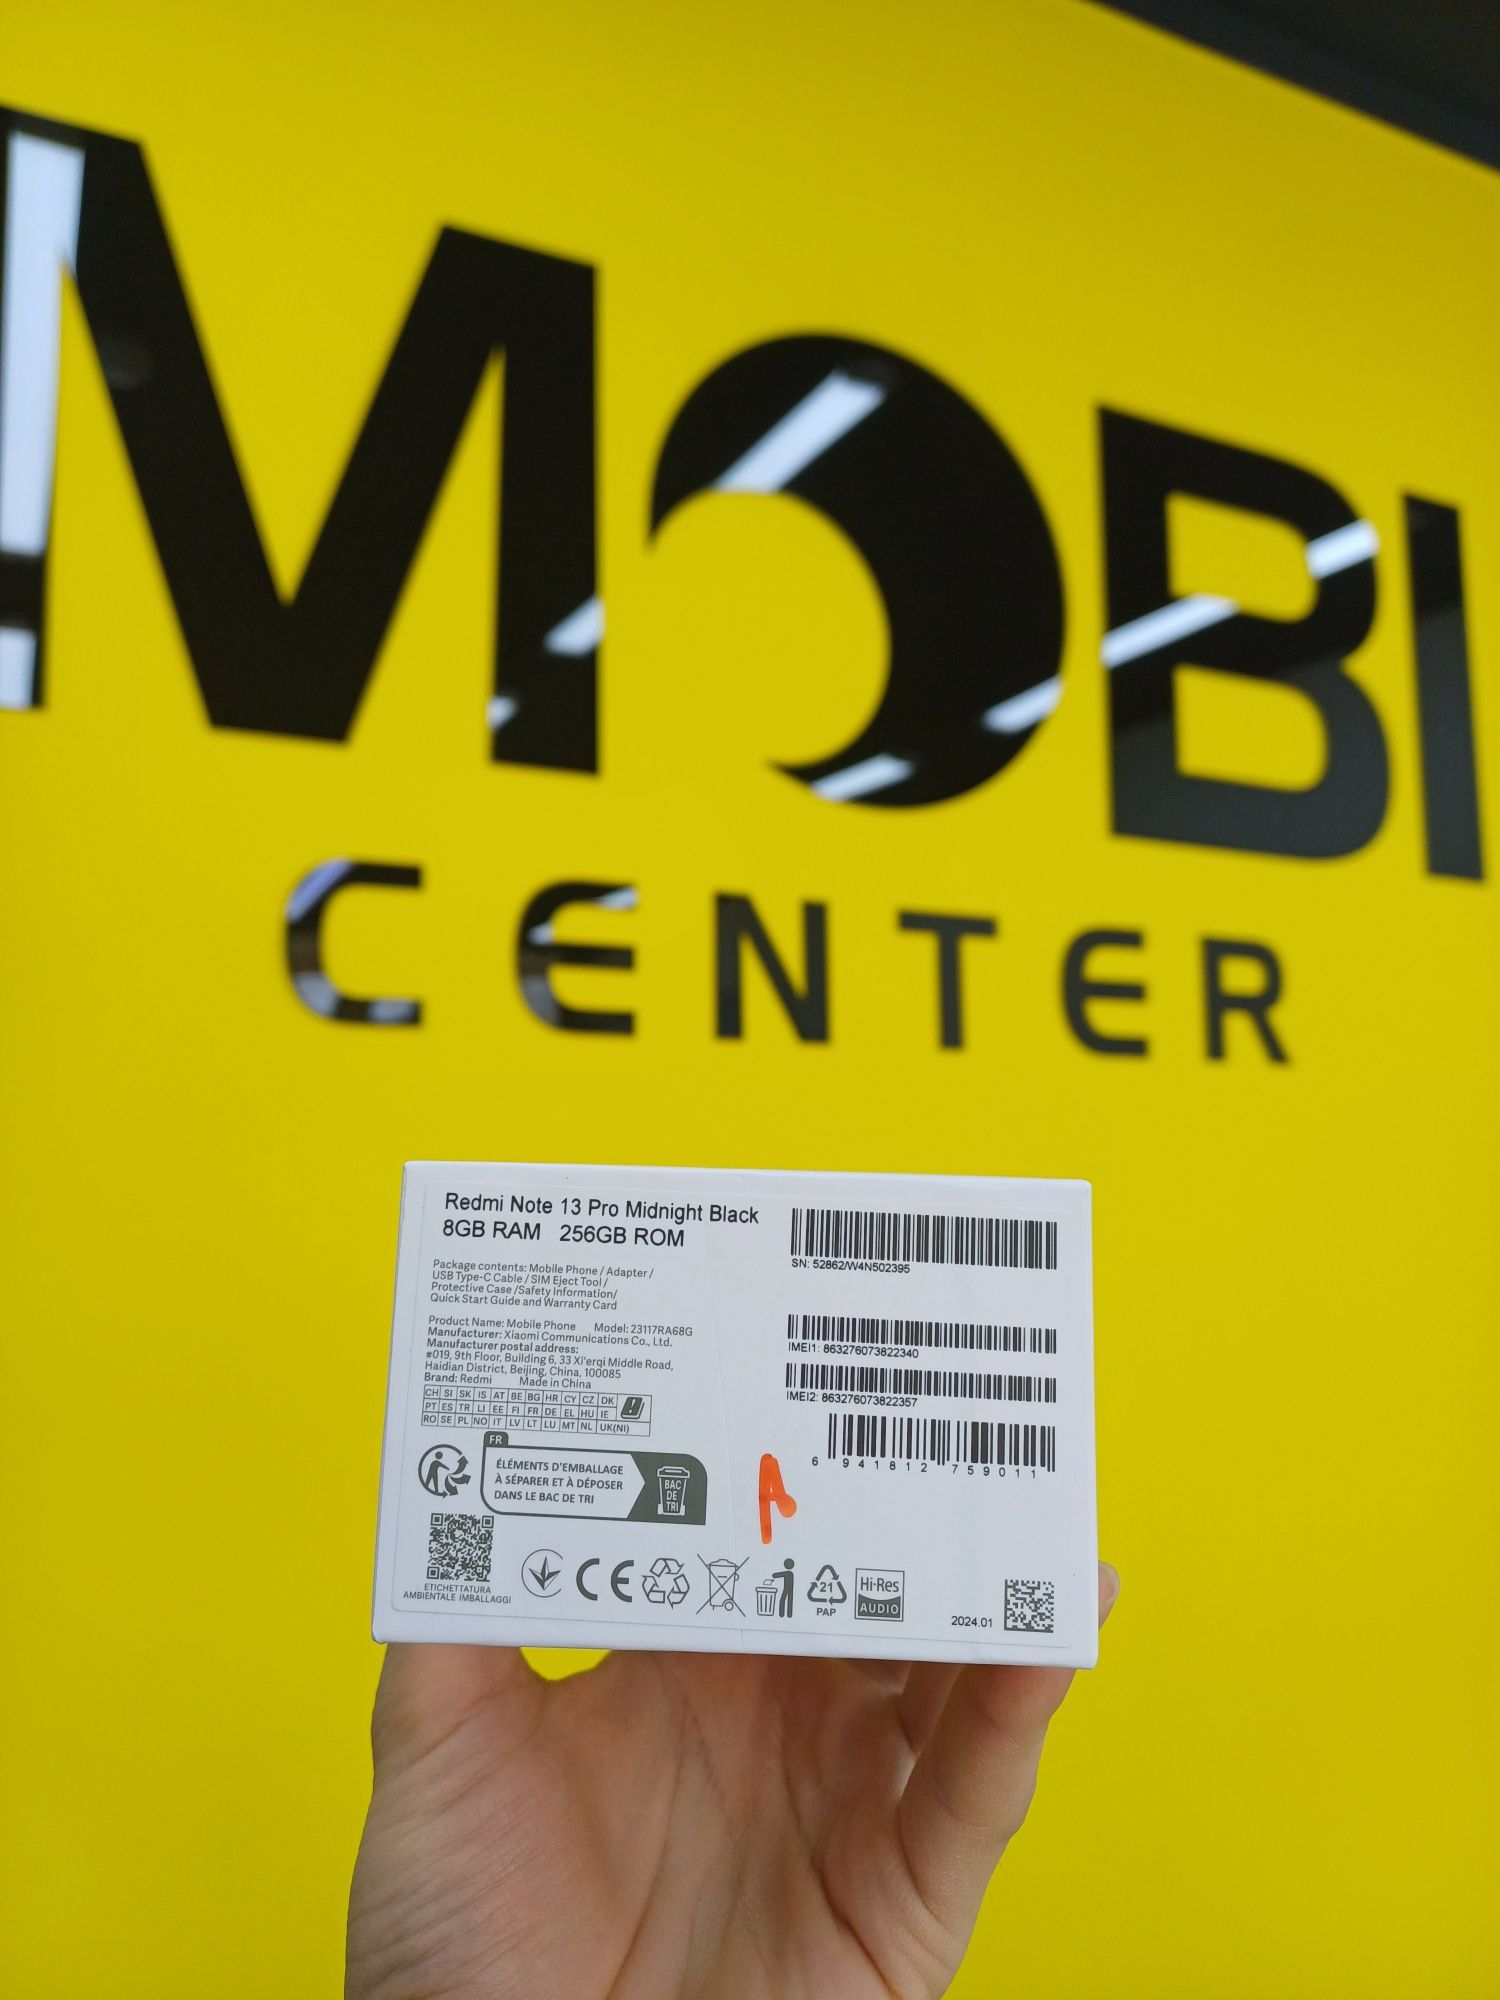 MOBI
CENTER
Redmi Note 13 Pro Midnight Black
8GB RAM 256GB ROM
Package contents: Mobile Phone / Adapter /
USB Type-C Cable / SIM Eject Tool /
Protective Case /Safety Information/
Quick Start Guide and Warranty Card
Product Name: Mobile Phone Model: 23117RA68G
Manufacturer: Xiaomi Communications Co., Ltd.
Manufacturer postal address:
#019, 9th Floor, Building 6, 33 Xi'erqi Middle Road,
Haidian District, Beijing, China, 100085
Brand: Redmi Made in China
CH SI SK IS AT BE BG HR CY CZ DK
PT ES TR LI EE FI FR DE EL HU IE
RO SE PL NO IT LV LT LU MT NL UK(NI)
FR
ÉLÉMENTS D'EMBALLAGE
À SÉPARER ET À DÉPOSER
DANS LE BAC DE TRI
BAC
DE
TRI
ETICHETTATURA
AMBIENTALE IMBALLAGGI
CE
21
PAP
Hi-Res
AUDIO
SN: 52862/W4N502395
IMEI1: 863276073822340
IMEI2: 863276073822357
6 941812 759011
A
2024.01